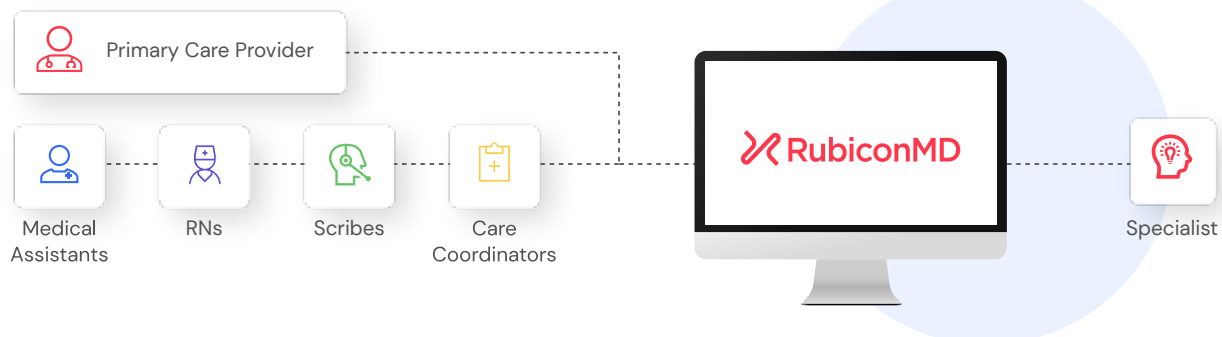 Primary Care Provider
RubiconMD
Medical
Assistants
RNs
Scribes
Care
Coordinators
Specialist